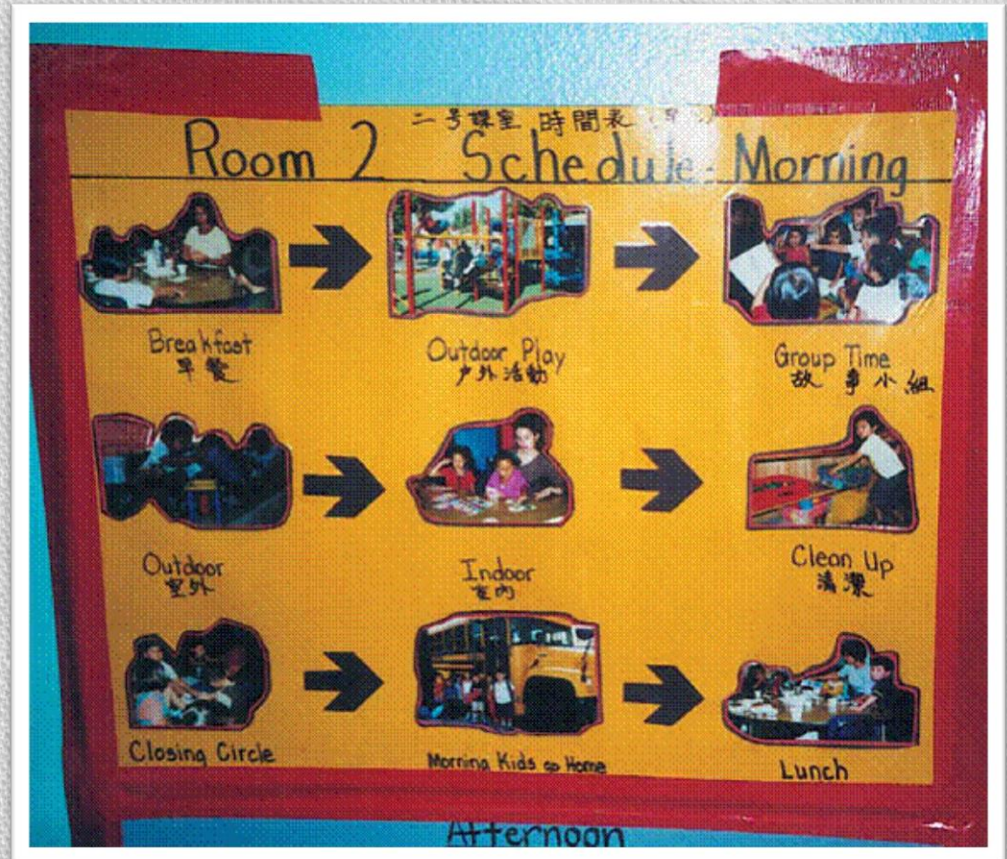 二号課室 時間表
Room 2 Schedule: Morning
Breakfast
早餐
Outdoor Play
户外活動
Group Time
故事小組
Outdoor
室外
Indoor
室內
Clean Up
清潔
Closing Circle
Morning Kids go Home
Lunch
Afternoon